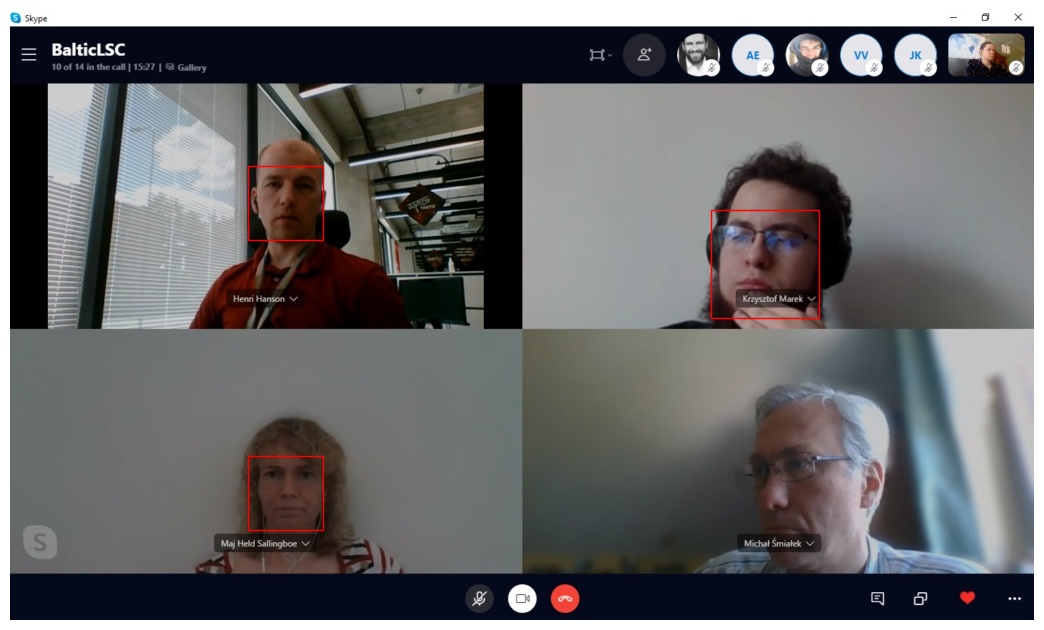 Skype
BalticLSC
10 of 14 in the call | 15:27 | Gallery
AE
VV
JK
Henri Hanson
Krzysztof Marek
Maj Held Sallingboe
Michał Śmiałek